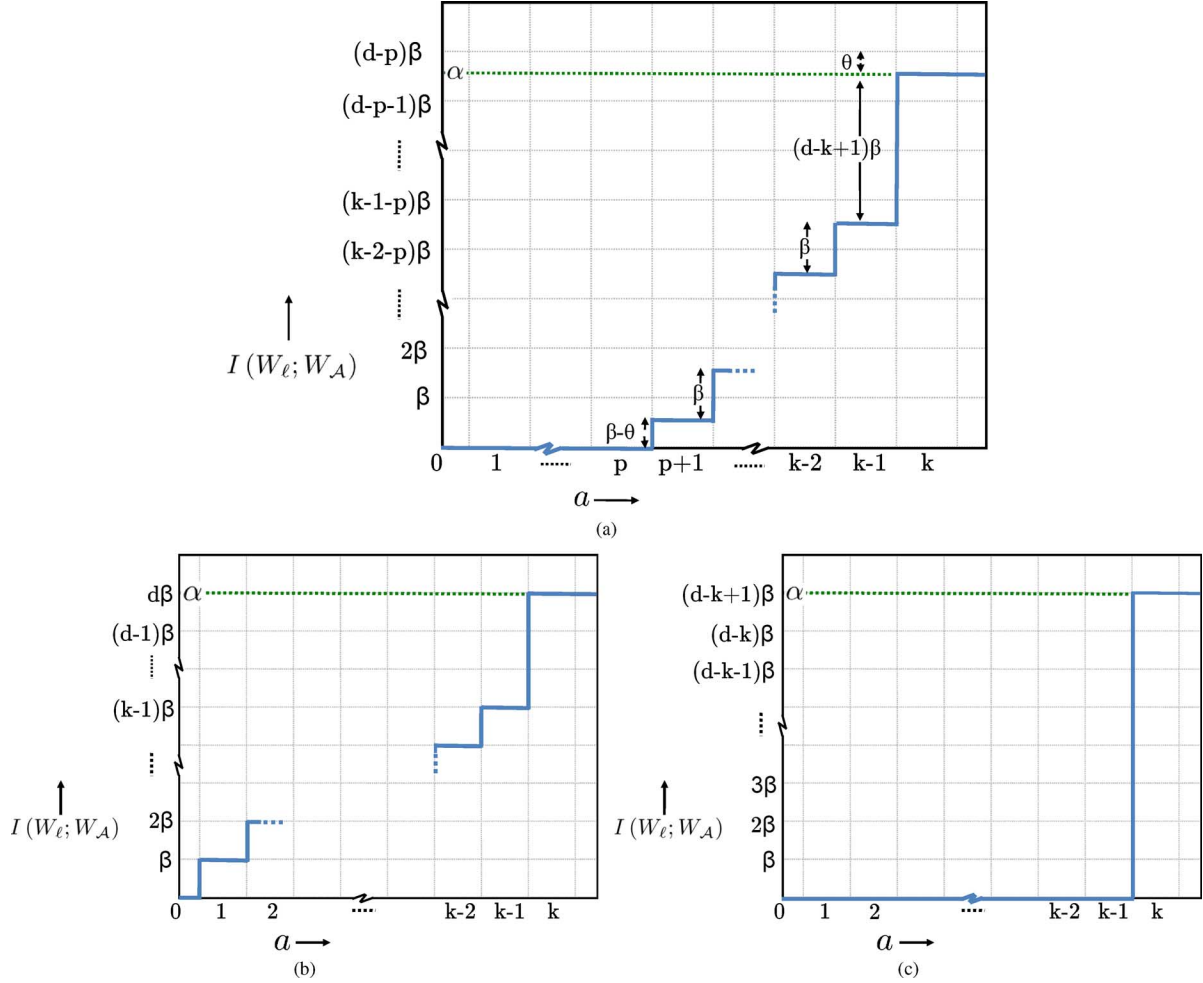 (d-p)β
θ
α
(d-p-1)β
(d-k+1)β
(k-1-p)β
(k-2-p)β
β
I (W_ℓ; W_𝒜)
2β
β
β
β-θ
0 1 p p+1 k-2 k-1 k
a
(a)
dβ
α
(d-1)β
(k-1)β
I (W_ℓ; W_𝒜)
2β
β
0 1 2 k-2 k-1 k
a
(b)
(d-k+1)β
α
(d-k)β
(d-k-1)β
3β
I (W_ℓ; W_𝒜)
2β
β
0 1 2 k-2 k-1 k
a
(c)